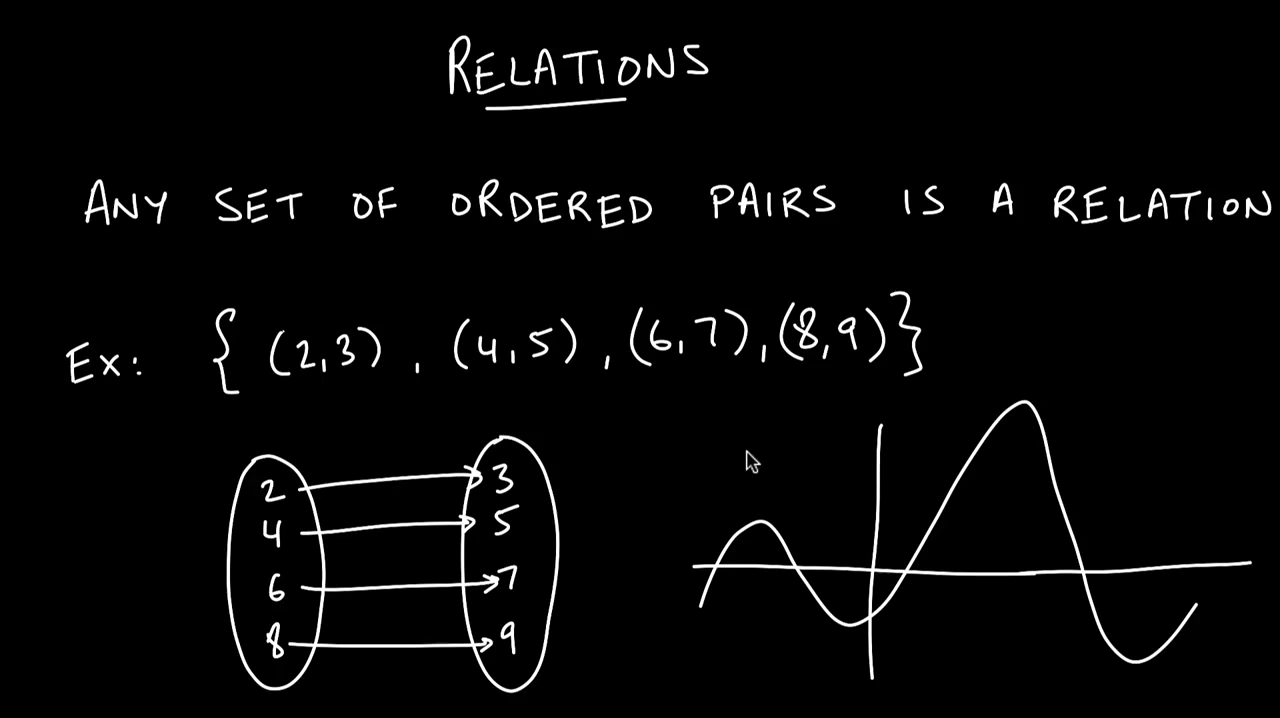 RELATIONS
ANY SET OF ORDERED PAIRS IS A RELATION
Ex: { (2,3) , (4,5) , (6,7) , (8,9) }
2 3
4 5
6 7
8 9